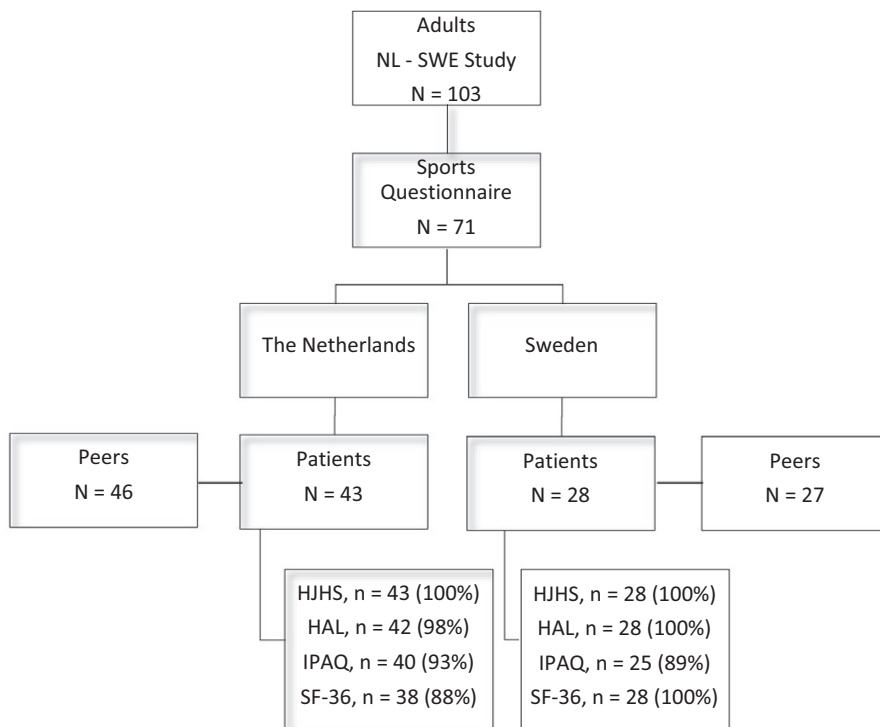 Adults
NL - SWE Study
N = 103
Sports
Questionnaire
N = 71
The Netherlands
Sweden
Peers
N = 46
Patients
N = 43
Patients
N = 28
Peers
N = 27
HJHS, n = 43 (100%)
HAL, n = 42 (98%)
IPAQ, n = 40 (93%)
SF-36, n = 38 (88%)
HJHS, n = 28 (100%)
HAL, n = 28 (100%)
IPAQ, n = 25 (89%)
SF-36, n = 28 (100%)